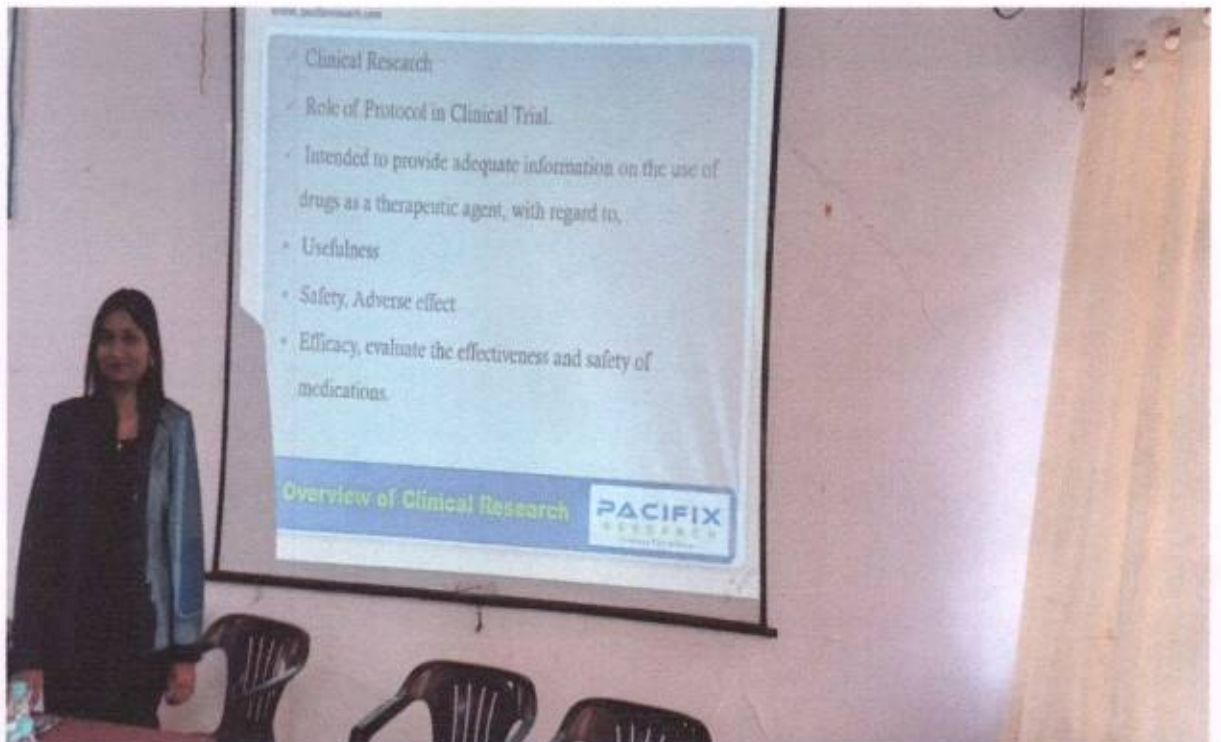 Clinical Research
Role of Protocol in Clinical Trial.
Intended to provide adequate information on the use of
drugs as a therapeutic agent, with regard to,
Usefulness
Safety, Adverse effect
Efficacy, evaluate the effectiveness and safety of
medications.
Overview of Clinical Research
PACIFIX
RESEARCH